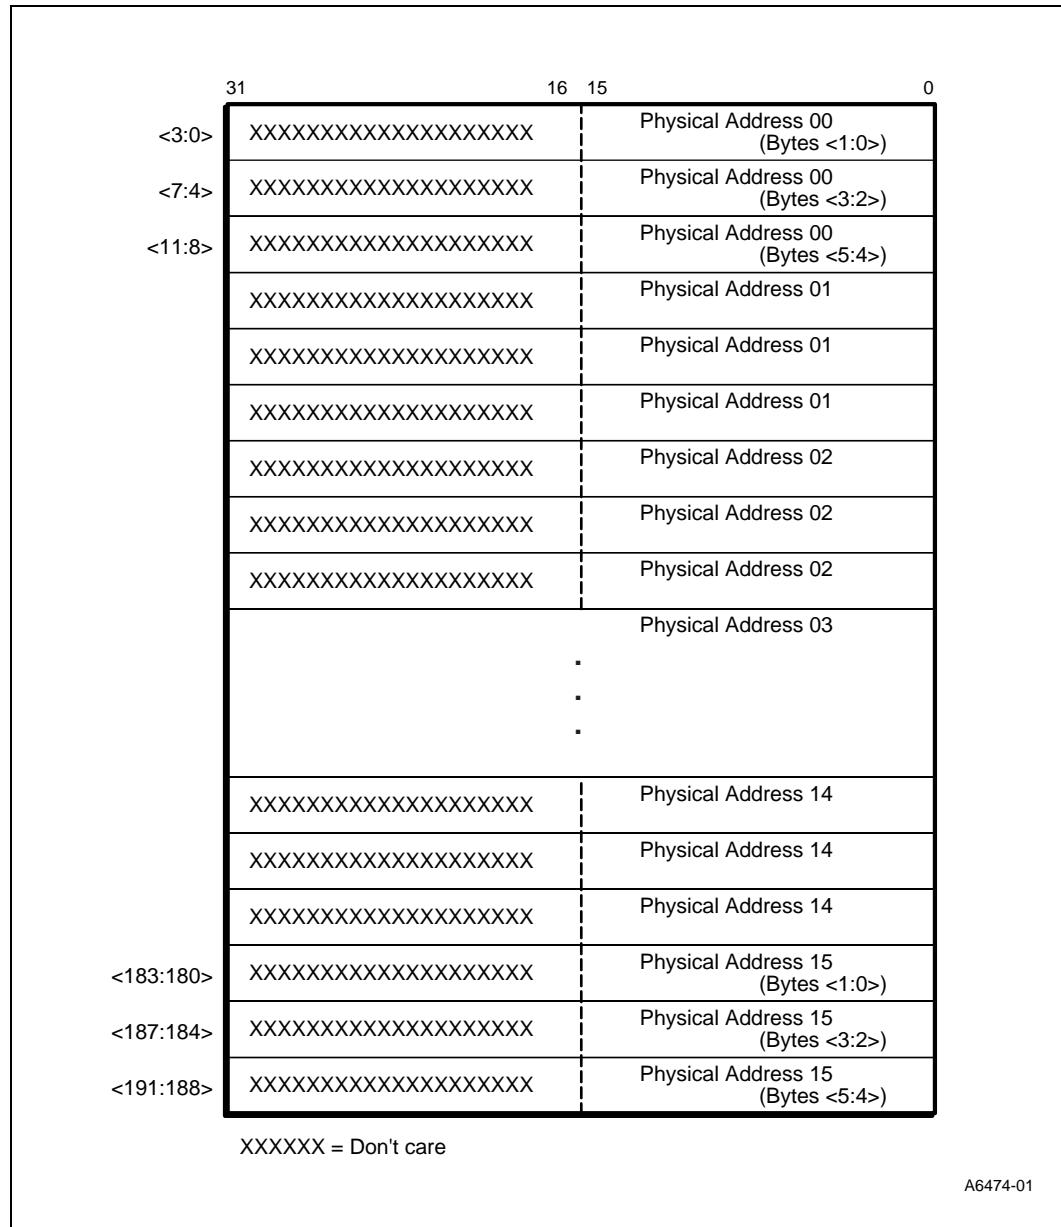 31 16 15 0
<3:0> XXXXXXXXXXXXXXXXXXXX Physical Address 00
(Bytes <1:0>)
<7:4> XXXXXXXXXXXXXXXXXXXX Physical Address 00
(Bytes <3:2>)
<11:8> XXXXXXXXXXXXXXXXXXXX Physical Address 00
(Bytes <5:4>)
XXXXXXXXXXXXXXXXXXXX Physical Address 01
XXXXXXXXXXXXXXXXXXXX Physical Address 01
XXXXXXXXXXXXXXXXXXXX Physical Address 01
XXXXXXXXXXXXXXXXXXXX Physical Address 02
XXXXXXXXXXXXXXXXXXXX Physical Address 02
XXXXXXXXXXXXXXXXXXXX Physical Address 02
Physical Address 03
.
.
.
XXXXXXXXXXXXXXXXXXXX Physical Address 14
XXXXXXXXXXXXXXXXXXXX Physical Address 14
XXXXXXXXXXXXXXXXXXXX Physical Address 14
<183:180> XXXXXXXXXXXXXXXXXXXX Physical Address 15
(Bytes <1:0>)
<187:184> XXXXXXXXXXXXXXXXXXXX Physical Address 15
(Bytes <3:2>)
<191:188> XXXXXXXXXXXXXXXXXXXX Physical Address 15
(Bytes <5:4>)
XXXXXX = Don't care
A6474-01